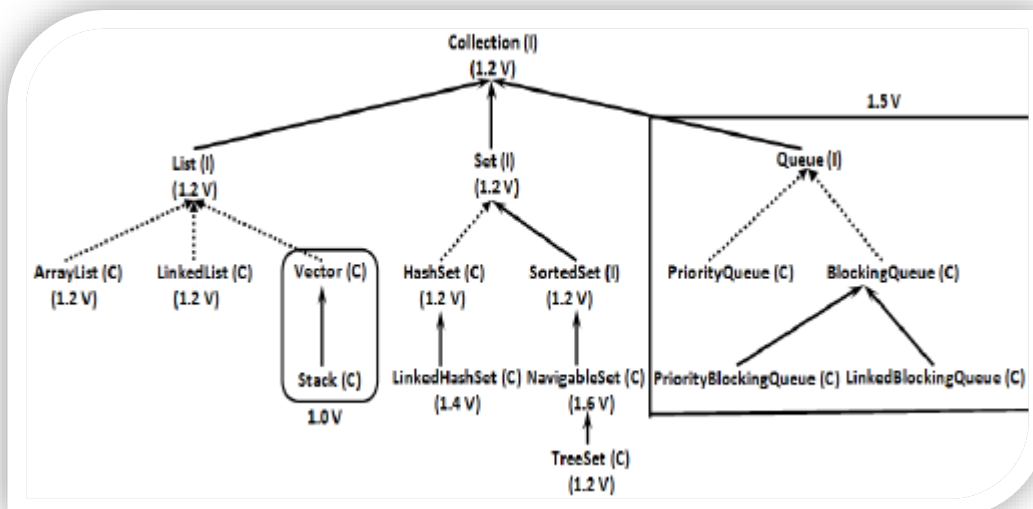 Collection (I)
(1.2 V)
1.5 V
List (I)
(1.2 V)
Set (I)
(1.2 V)
Queue (I)
ArrayList (C)
(1.2 V)
LinkedList (C)
(1.2 V)
Vector (C)
HashSet (C)
(1.2 V)
SortedSet (I)
(1.2 V)
PriorityQueue (C)
BlockingQueue (C)
Stack (C)
1.0 V
LinkedHashSet (C)
(1.4 V)
NavigableSet (C)
(1.6 V)
PriorityBlockingQueue (C)
LinkedBlockingQueue (C)
TreeSet (C)
(1.2 V)